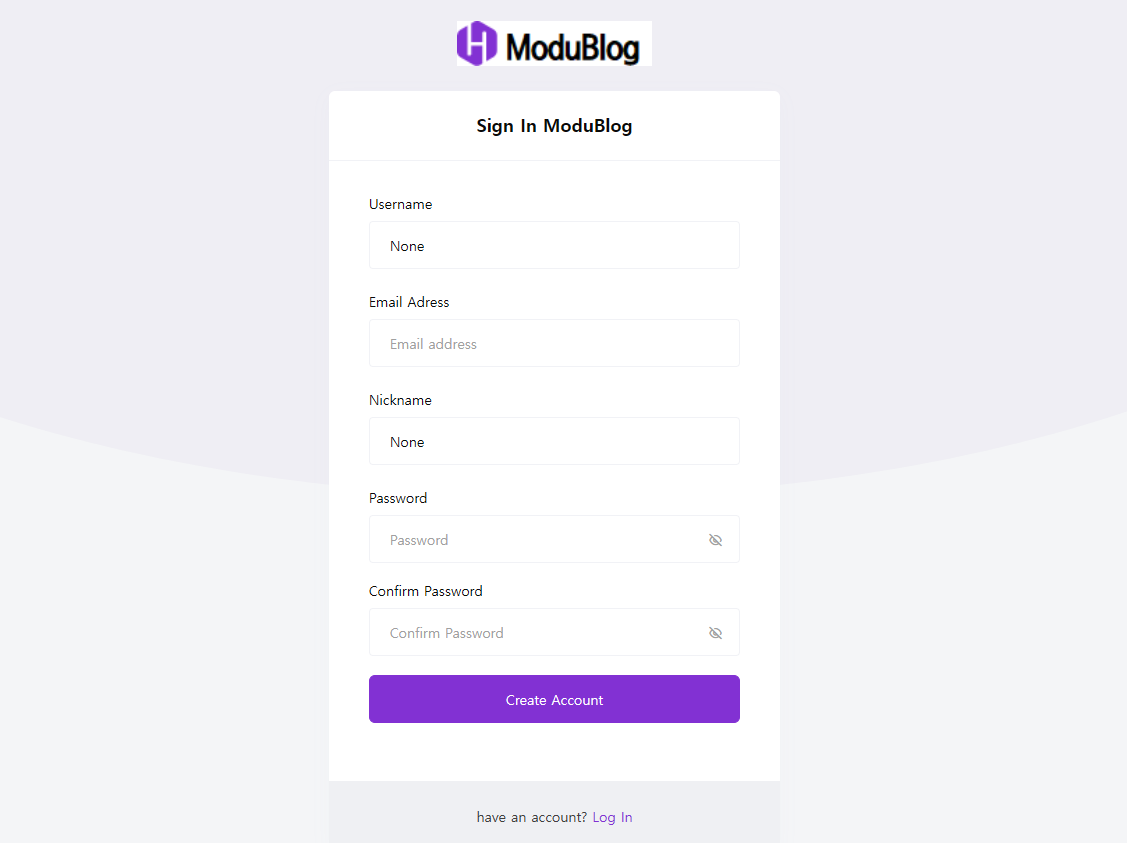 ModuBlog
Sign In ModuBlog
Username
None
Email Adress
Email address
Nickname
None
Password
Password
Confirm Password
Confirm Password
Create Account
have an account? Log In